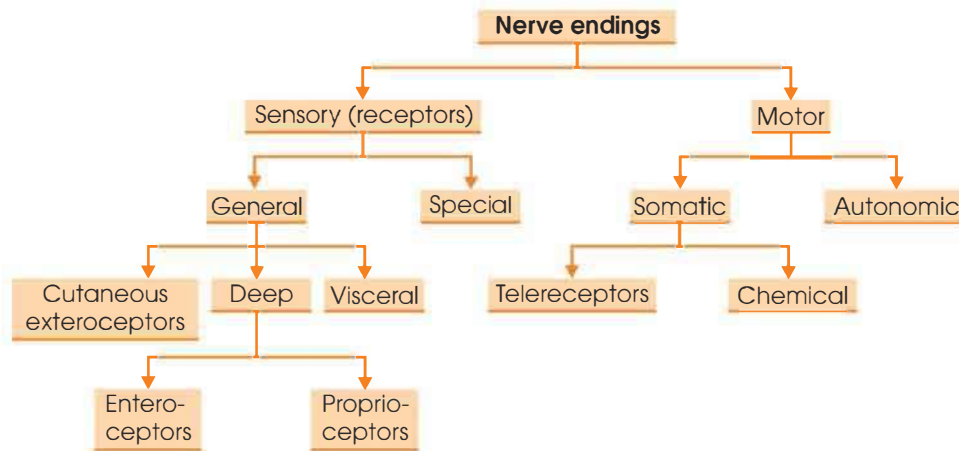 Nerve endings
Sensory (receptors)
Motor
General
Special
Somatic
Autonomic
Cutaneous
exteroceptors
Deep
Visceral
Telereceptors
Chemical
Entero-
ceptors
Proprio-
ceptors